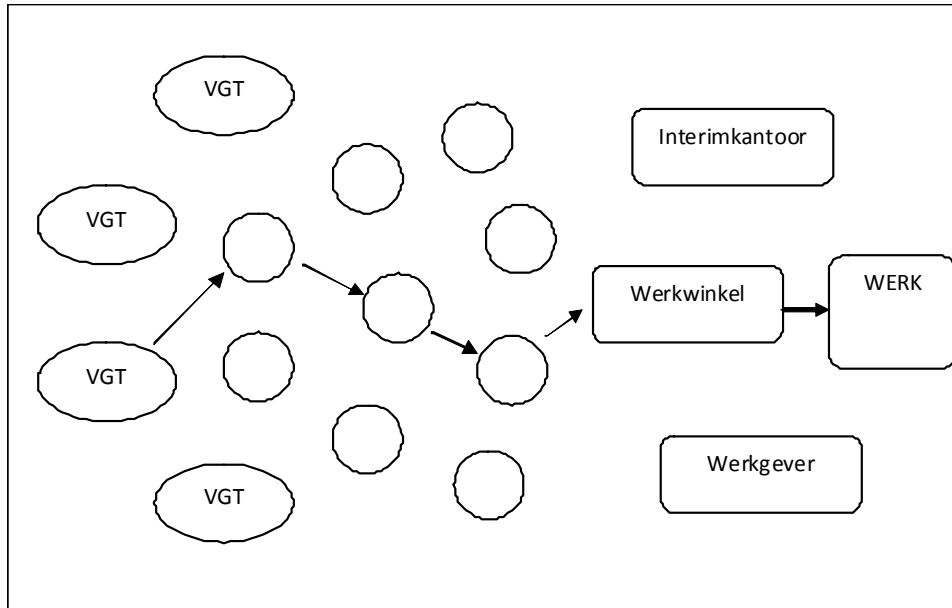 VGT
Interimkantoor
VGT
Werkwinkel
WERK
VGT
Werkgever
VGT